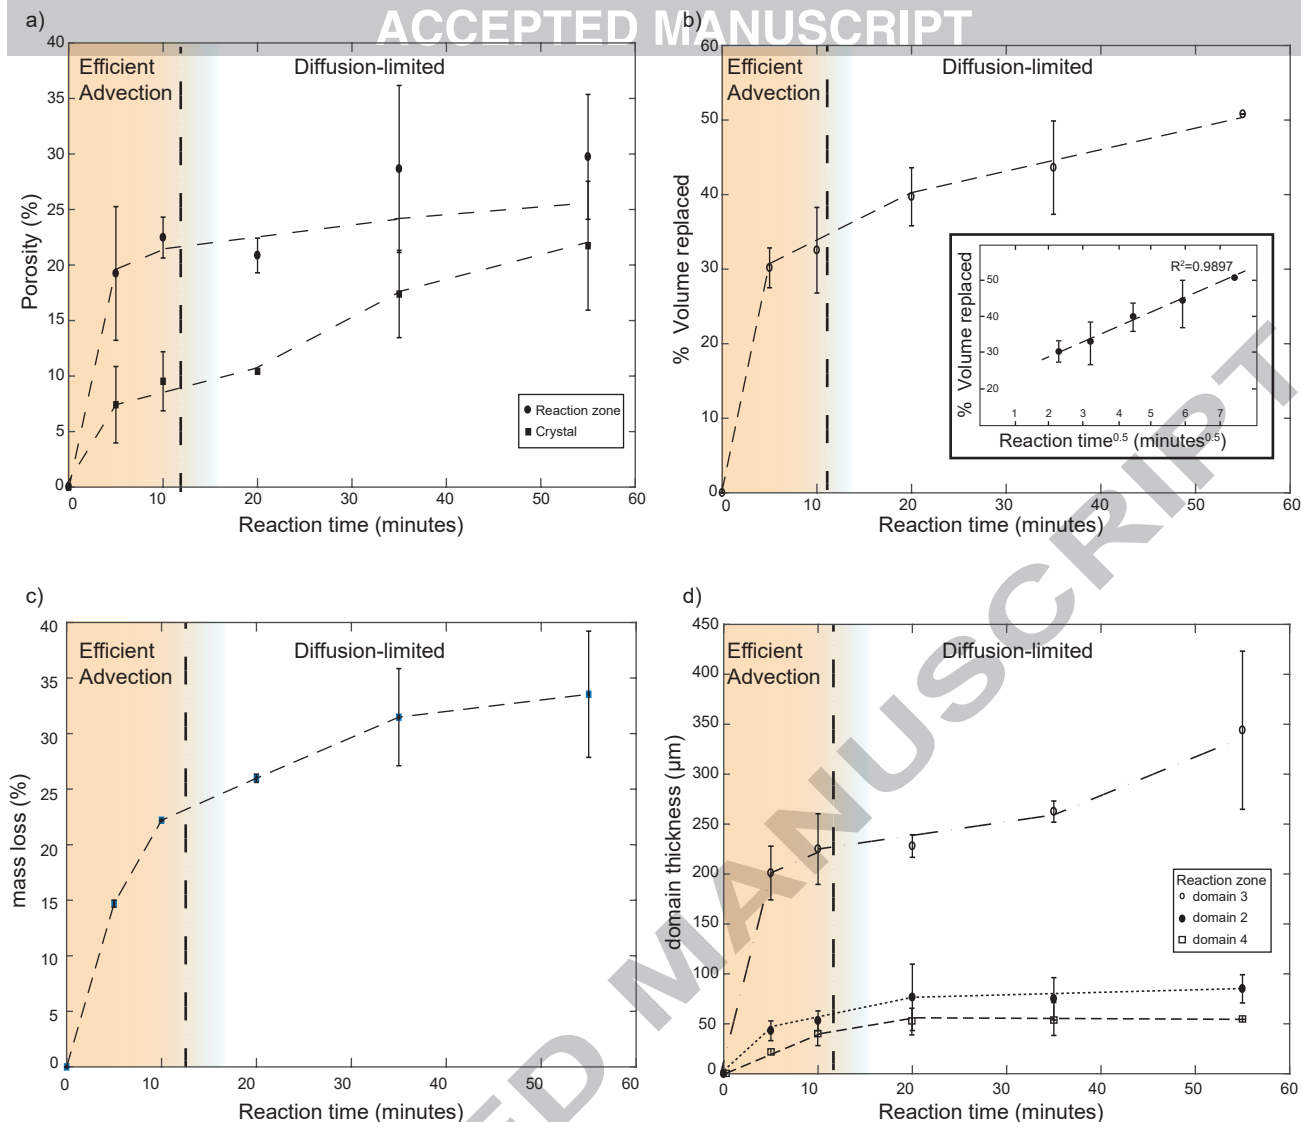 ACCEPTED MANUSCRIPT
a)
Efficient
Advection
Diffusion-limited
40
35
30
25
20
15
10
5
0
Porosity (%)
Reaction zone
Crystal
0 10 20 30 40 50 60
Reaction time (minutes)
b)
Efficient
Advection
Diffusion-limited
60
50
40
30
20
10
0
% Volume replaced
R²=0.9897
50
40
30
20
% Volume replaced
1 2 3 4 5 6 7
Reaction time⁰·⁵ (minutes⁰·⁵)
0 10 20 30 40 50 60
Reaction time (minutes)
c)
Efficient
Advection
Diffusion-limited
40
35
30
25
20
15
10
5
0
mass loss (%)
0 10 20 30 40 50 60
Reaction time (minutes)
d)
Efficient
Advection
Diffusion-limited
450
400
350
300
250
200
150
100
50
0
domain thickness (µm)
Reaction zone
domain 3
domain 2
domain 4
0 10 20 30 40 50 60
Reaction time (minutes)
ED MANUSCRIPT